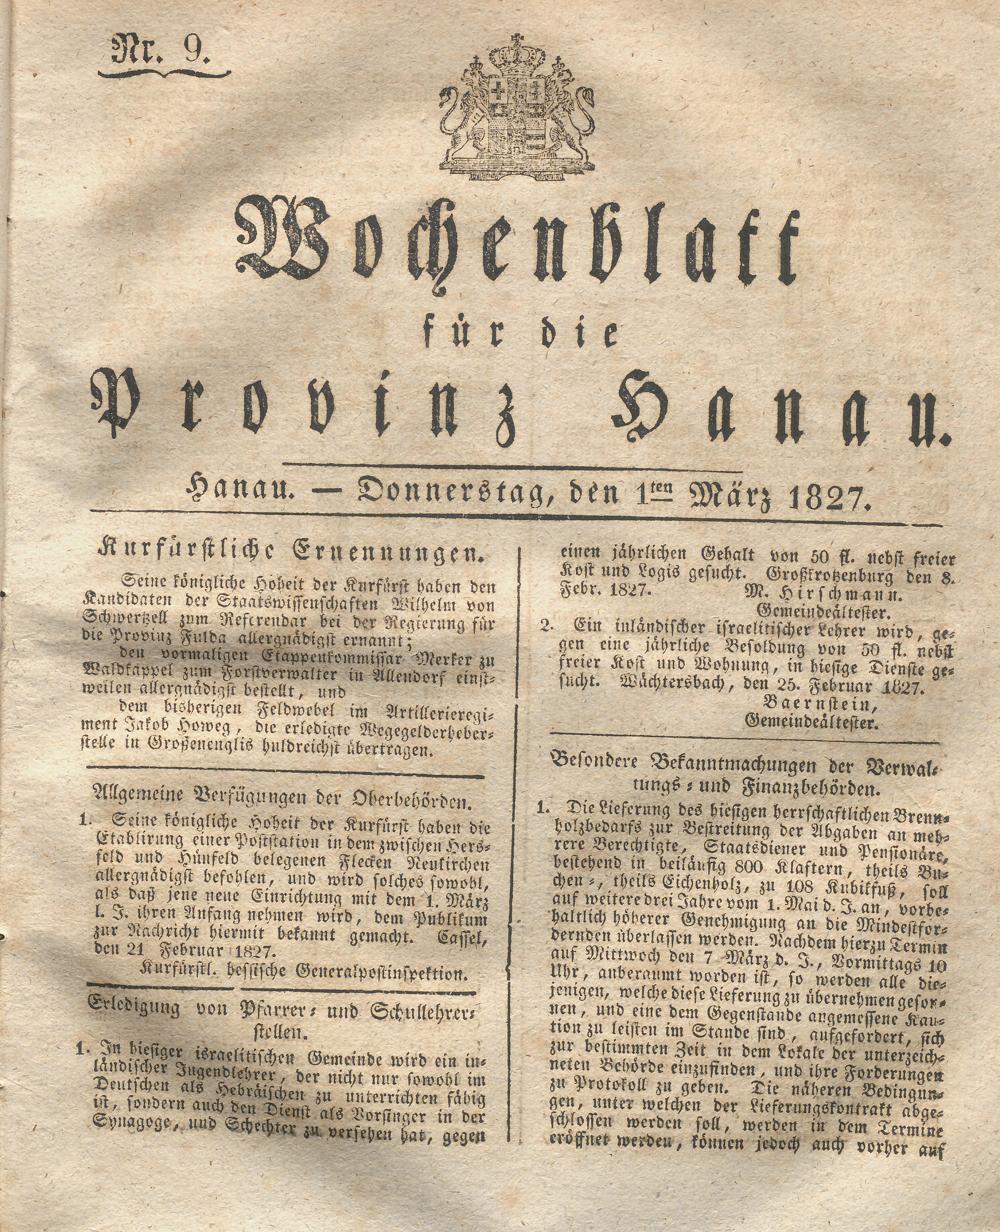 Nr. 9.
Wochenblatt
für die
Provinz Hanau.
Hanau. — Donnerstag, den 1ten März 1827.
Kurfürstliche Ernennungen.
Seine königliche Hoheit der Kurfürst haben den
Kandidaten der Staatswissenschaften Wilhelm von
Schwertzell zum Referendar bei der Regierung für
die Provinz Fulda allergnädigst ernannt;
den vormaligen Etappenkommissar Merker zu
Waldkappel zum Forstverwalter in Allendorf einst-
weilen allergnädigst bestellt, und
dem bisherigen Feldwebel im Artillerieregi-
ment Jakob Howeg, die erledigte Wegegelderheber-
stelle in Großenenglis huldreichst übertragen.
Allgemeine Verfügungen der Oberbehörden.
1. Seine königliche Hoheit der Kurfürst haben die
Etablirung einer Poststation in dem zwischen Hers-
feld und Hünfeld belegenen Flecken Neukirchen
allergnädigst befohlen, und wird solches sowohl,
als daß jene neue Einrichtung mit dem 1. März
l. J. ihren Anfang nehmen wird, dem Publikum
zur Nachricht hiermit bekannt gemacht. Cassel,
den 21 Februar 1827.
Kurfürstl. hessische Generalpostinspektion.
Erledigung von Pfarrer- und Schullehrer-
stellen.
1. In hiesiger israelitischen Gemeinde wird ein in-
ländischer Jugendlehrer, der nicht nur sowohl im
Deutschen als Hebräischen zu unterrichten fähig
ist, sondern auch den Dienst als Vorsinger in der
Synagoge, und Schechter zu versehen hat, gegen
einen jährlichen Gehalt von 50 fl. nebst freier
Kost und Logis gesucht. Großkrotzenburg den 8.
Febr. 1827. M. Hirschmann.
Gemeindeältester.
2. Ein inländischer israelitischer Lehrer wird, ge-
gen eine jährliche Besoldung von 50 fl. nebst
freier Kost und Wohnung, in hiesige Dienste ge-
sucht. Wächtersbach, den 25. Februar 1827.
Baernstein,
Gemeindeältester.
Besondere Bekanntmachungen der Verwal-
tungs- und Finanzbehörden.
1. Die Lieferung des hiesigen herrschaftlichen Brenn-
holzbedarfs zur Bestreitung der Abgaben an meh-
rere Berechtigte, Staatsdiener und Pensionäre,
bestehend in beiläufig 800 Klaftern, theils Bu-
chen-, theils Eichenholz, zu 108 Kubikfuß, soll
auf weitere drei Jahre vom 1. Mai d. J. an, vorbe-
haltlich höherer Genehmigung an die Mindestfor-
dernden überlassen werden. Nachdem hierzu Termin
auf Mittwoch den 7 März d. J., Vormittags 10
Uhr, anberaumt worden ist, so werden alle die-
jenigen, welche diese Lieferung zu übernehmen geson-
nen, und eine dem Gegenstande angemessene Kau-
tion zu leisten im Stande sind, aufgefordert, sich
zur bestimmten Zeit in dem Lokale der unterzeich-
neten Behörde einzufinden, und ihre Forderungen
zu Protokoll zu geben. Die näheren Bedingun-
gen, unter welchen der Lieferungskontrakt abge-
schlossen werden soll, werden in dem Termine
eröffnet werden, können jedoch auch vorher auf